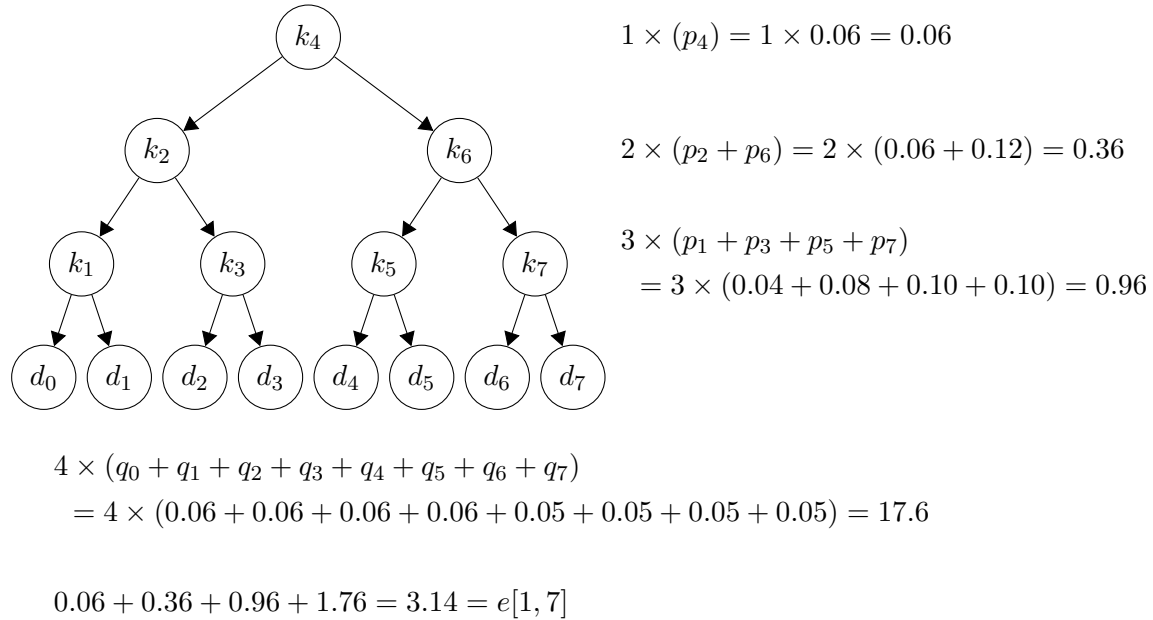 k₄
1 × (p₄) = 1 × 0.06 = 0.06
k₂ k₆
2 × (p₂ + p₆) = 2 × (0.06 + 0.12) = 0.36
k₁ k₃ k₅ k₇
3 × (p₁ + p₃ + p₅ + p₇)
= 3 × (0.04 + 0.08 + 0.10 + 0.10) = 0.96
d₀ d₁ d₂ d₃ d₄ d₅ d₆ d₇
4 × (q₀ + q₁ + q₂ + q₃ + q₄ + q₅ + q₆ + q₇)
= 4 × (0.06 + 0.06 + 0.06 + 0.06 + 0.05 + 0.05 + 0.05 + 0.05) = 17.6
0.06 + 0.36 + 0.96 + 1.76 = 3.14 = e[1, 7]